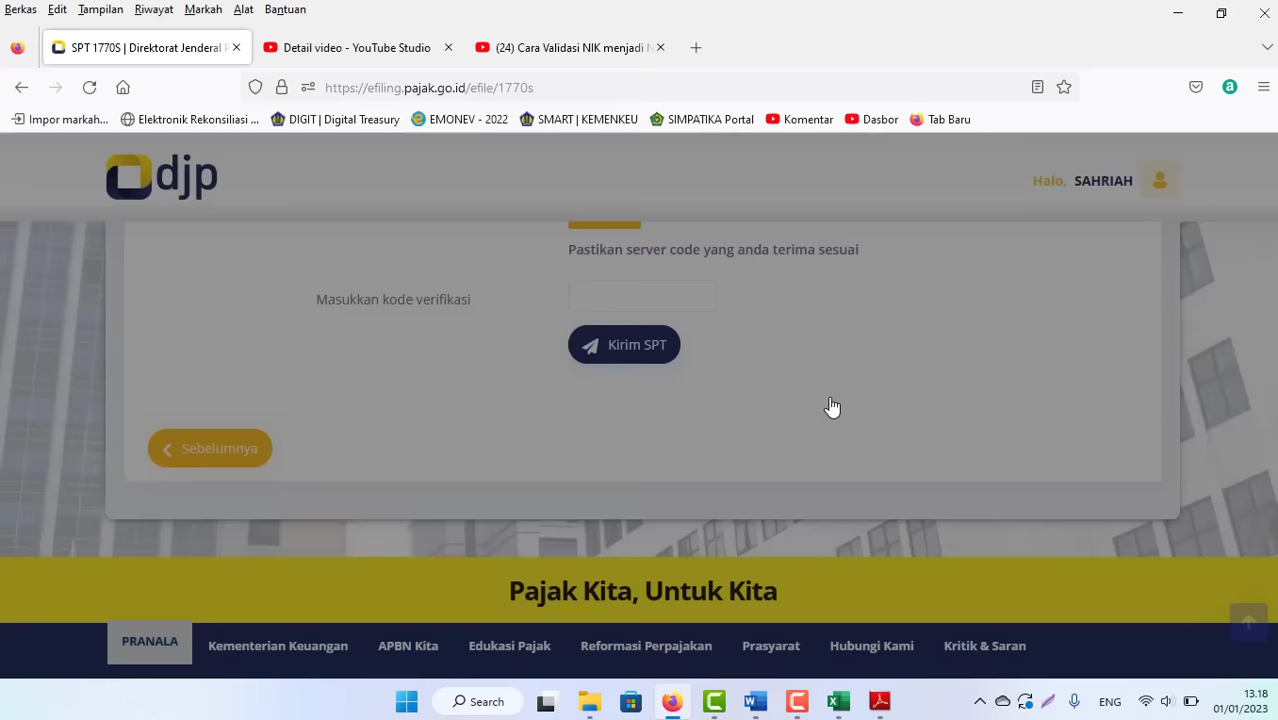 Berkas Edit Tampilan Riwayat Markah Alat Bantuan
SPT 1770S | Direktorat Jenderal P
Detail video - YouTube Studio
(24) Cara Validasi NIK menjadi N
https://efiling.pajak.go.id/efile/1770s
a
Impor markah... Elektronik Rekonsiliasi ... DIGIT | Digital Treasury EMONEV - 2022 SMART | KEMENKEU SIMPATIKA Portal Komentar Dasbor Tab Baru
djp
Halo, SAHRIAH
Pastikan server code yang anda terima sesuai
Masukkan kode verifikasi
Kirim SPT
Sebelumnya
Pajak Kita, Untuk Kita
PRANALA Kementerian Keuangan APBN Kita Edukasi Pajak Reformasi Perpajakan Prasyarat Hubungi Kami Kritik & Saran
Search
ENG
13.18
01/01/2023